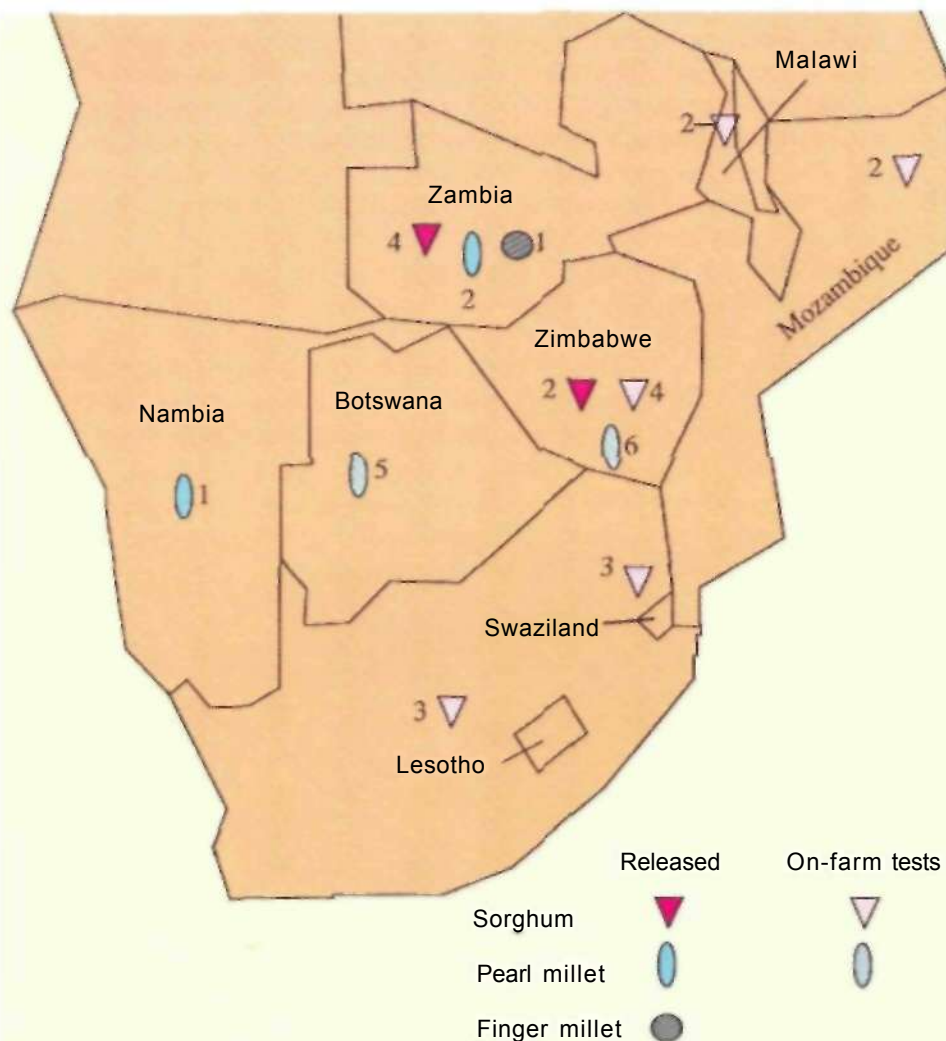 Malawi
2
2
Zambia
4
1
2
Mozambique
Zimbabwe
2
4
6
Nambia
Botswana
1
5
3
Swaziland
3
Lesotho
Released On-farm tests
Sorghum
Pearl millet
Finger millet